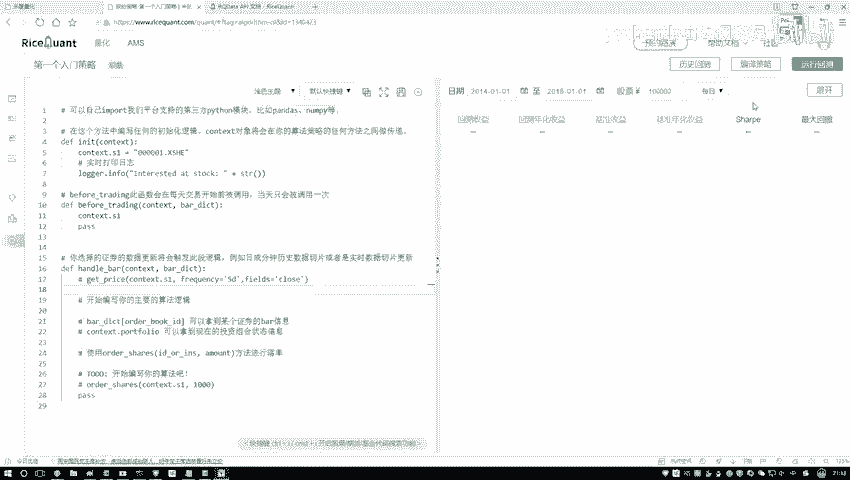 https://www.ricequant.com/quant/
RiceQuant 量化 AMS
帮助文档
社区
第一个入门策略
历史回测 编译策略 运行回测
浅色主题 默认快捷键
日期 2014-01-01 至 股票 ¥ 100000 每日
回测收益 回测年化收益 基准收益 基准年化收益 Sharpe 最大回撤
1 # 可以自己import我们平台支持的第三方python模块，比如pandas、numpy等。
2
3 # 在这个方法中编写任何的初始化逻辑。context对象将会在你的算法策略的任何方法之间做传递。
4 def init(context):
5 context.s1 = "000001.XSHE"
6 # 实时打印日志
7 logger.info("Interested at stock: " + str())
8
9 # before_trading此函数会在每天交易开始前被调用，当天只会被调用一次
10 def before_trading(context, bar_dict):
11 context.s1
12 pass
13
14
15 # 你选择的证券的数据更新将会触发此段逻辑，例如日或分钟历史数据切片或者是实时数据切片更新
16 def handle_bar(context, bar_dict):
17 # get_price(context.s1, frequency='5d',fields='close')
18
19 # 开始编写你的主要的算法逻辑
20
21 # bar_dict[order_book_id] 可以拿到某个证券的bar信息
22 # context.portfolio 可以拿到现在的投资组合状态信息
23
24 # 使用order_shares(id_or_ins, amount)方法进行落单
25
26 # TODO: 开始编写你的算法吧！
27 # order_shares(context.s1, 1000)
28 pass
29